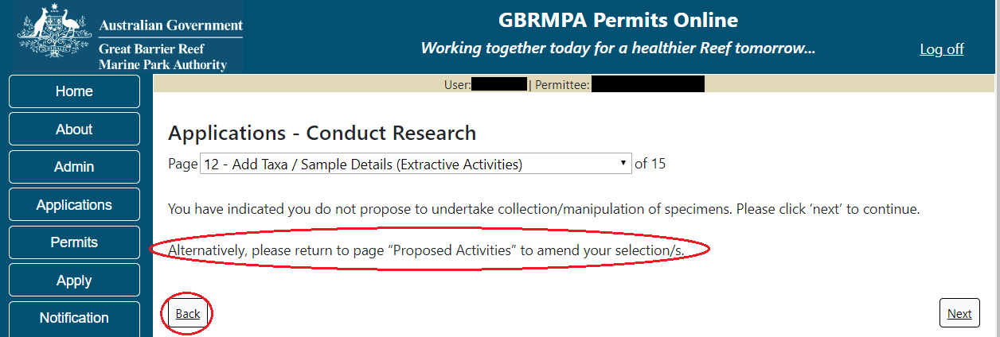 Australian Government
Great Barrier Reef
Marine Park Authority
GBRMPA Permits Online
Working together today for a healthier Reef tomorrow...
Log off
Home
About
Admin
Applications
Permits
Apply
Notification
User: | Permittee:
Applications - Conduct Research
Page 12 - Add Taxa / Sample Details (Extractive Activities) of 15
You have indicated you do not propose to undertake collection/manipulation of specimens. Please click ‘next’ to continue.
Alternatively, please return to page “Proposed Activities” to amend your selection/s.
Back
Next